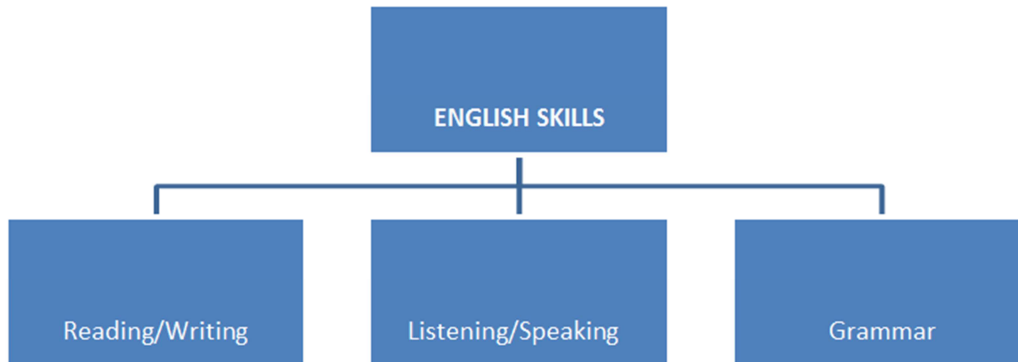 ENGLISH SKILLS
Reading/Writing
Listening/Speaking
Grammar